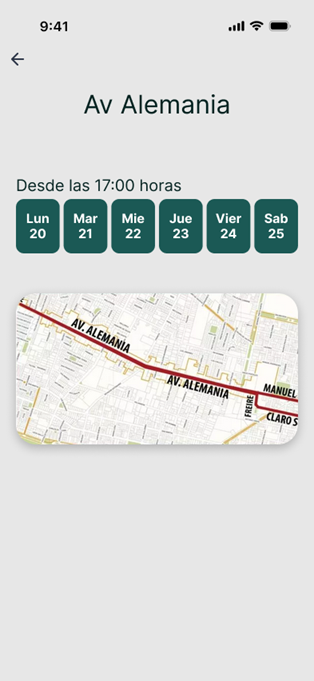 9:41
Av Alemania
Desde las 17:00 horas
Lun Mar Mie Jue Vier Sab
20 21 22 23 24 25
AV. ALEMANIA
AV. ALEMANIA
MANUEL
FREIRE
CLARO S